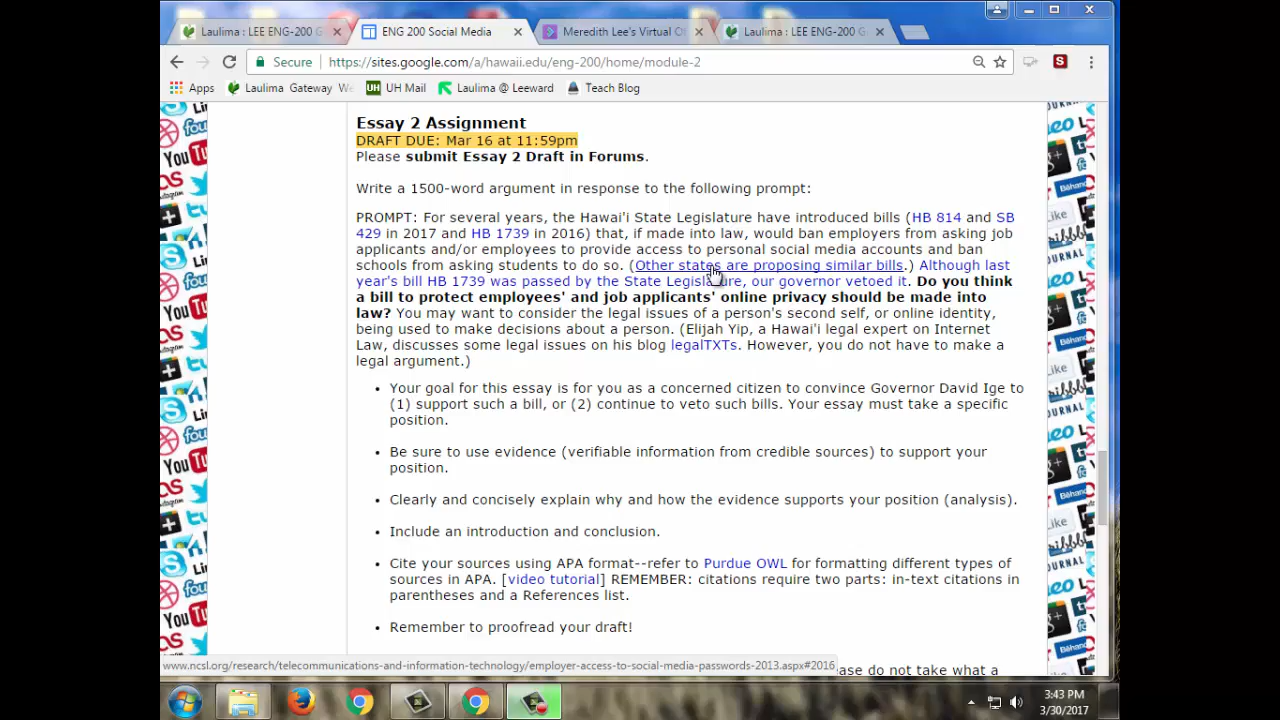 Laulima : LEE ENG-200 G
ENG 200 Social Media
Meredith Lee's Virtual O
Laulima : LEE ENG-200 G
Secure
https://sites.google.com/a/hawaii.edu/eng-200/home/module-2
Apps
Laulima Gateway
We
UH Mail
Laulima @ Leeward
Teach Blog
Essay 2 Assignment
DRAFT DUE: Mar 16 at 11:59pm
Please submit Essay 2 Draft in Forums.
Write a 1500-word argument in response to the following prompt:
PROMPT: For several years, the Hawai'i State Legislature have introduced bills (HB 814 and SB
429 in 2017 and HB 1739 in 2016) that, if made into law, would ban employers from asking job
applicants and/or employees to provide access to personal social media accounts and ban
schools from asking students to do so. (Other states are proposing similar bills.) Although last
year's bill HB 1739 was passed by the State Legislature, our governor vetoed it. Do you think
a bill to protect employees' and job applicants' online privacy should be made into
law? You may want to consider the legal issues of a person's second self, or online identity,
being used to make decisions about a person. (Elijah Yip, a Hawai'i legal expert on Internet
Law, discusses some legal issues on his blog legalTXTs. However, you do not have to make a
legal argument.)
• Your goal for this essay is for you as a concerned citizen to convince Governor David Ige to
(1) support such a bill, or (2) continue to veto such bills. Your essay must take a specific
position.
• Be sure to use evidence (verifiable information from credible sources) to support your
position.
• Clearly and concisely explain why and how the evidence supports your position (analysis).
• Include an introduction and conclusion.
• Cite your sources using APA format--refer to Purdue OWL for formatting different types of
sources in APA. [video tutorial] REMEMBER: citations require two parts: in-text citations in
parentheses and a References list.
• Remember to proofread your draft!
www.ncsl.org/research/telecommunications-and-information-technology/employer-access-to-social-media-passwords-2013.aspx#2016
ease do not take what a
3:43 PM
3/30/2017